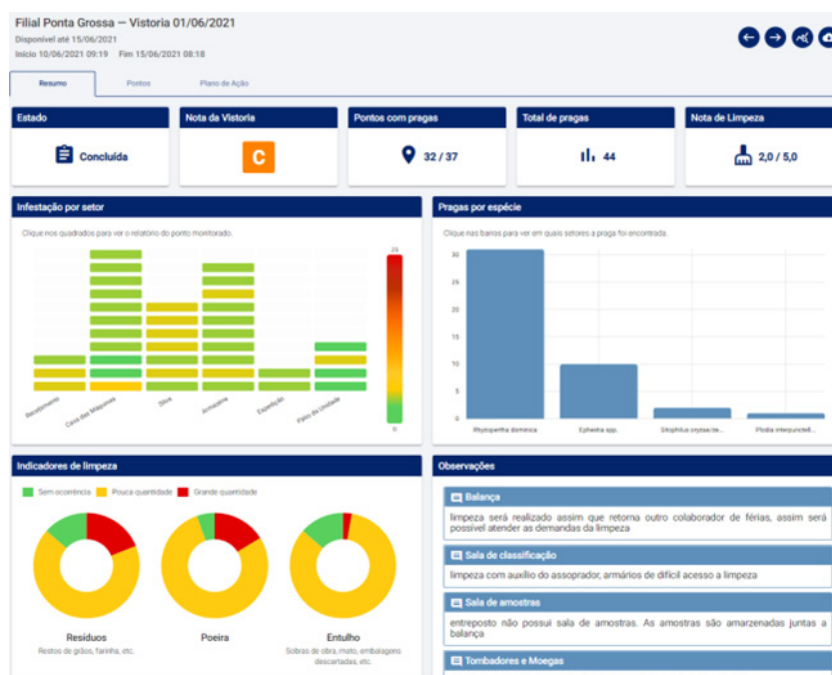 Filial Ponta Grossa — Vistoria 01/06/2021
Disponível até 15/06/2021
Início 10/06/2021 09:19 Fim 15/06/2021 08:18
Resumo Pontos Plano de Ação
Estado
Concluída
Nota da Vistoria
C
Pontos com pragas
32 / 37
Total de pragas
44
Nota de Limpeza
2,0 / 5,0
Infestação por setor
Clique nos quadrados para ver o relatório do ponto monitorado.
25
0
Recebimento
Casa das Máquinas
Silos
Armazéns
Expedição
Pátio da Unidade
Pragas por espécie
Clique nas barras para ver em quais setores a praga foi encontrada.
30
25
20
15
10
5
0
Rhyzopertha dominica
Ephestia spp.
Sitophilus oryzae/ze...
Plodia interpunctell...
Indicadores de limpeza
Sem ocorrência Pouca quantidade Grande quantidade
Resíduos
Restos de grãos, farinha, etc.
Poeira
Entulho
Sobras de obra, mato, embalagens
descartadas, etc.
Observações
Balança
limpeza será realizado assim que retorna outro colaborador de férias, assim será
possível atender as demandas da limpeza
Sala de classificação
limpeza com auxílio do assoprador, armários de difícil acesso a limpeza
Sala de amostras
entreposto não possui sala de amostras. As amostras são amarzenadas juntas a
balança
Tombadores e Moegas